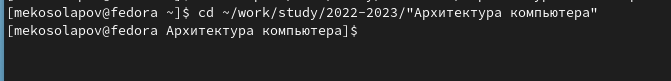 [mekosolapov@fedora ~]$ cd ~/work/study/2022-2023/"Архитектура компьютера"
[mekosolapov@fedora Архитектура компьютера]$